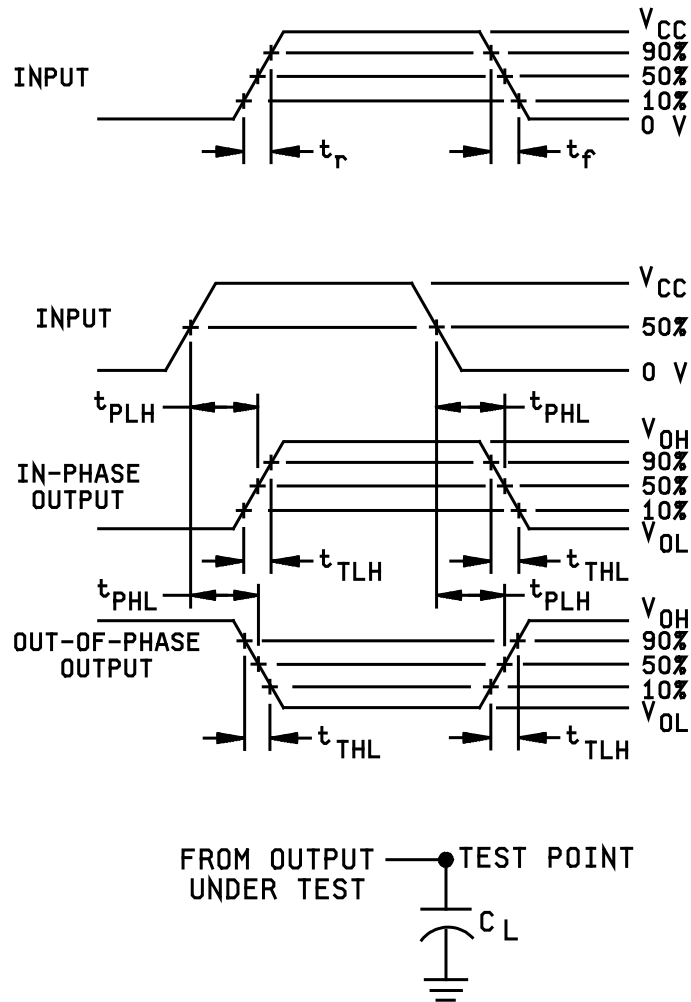 V CC
90%
INPUT
50%
10%
0 V
tr
tf
V CC
INPUT
50%
0 V
tPLH
tPHL
VOH
90%
IN-PHASE
OUTPUT
50%
10%
VOL
tTLH
tTHL
tPHL
tPLH
VOH
OUT-OF-PHASE
OUTPUT
90%
50%
10%
VOL
tTHL
tTLH
FROM OUTPUT
UNDER TEST
TEST POINT
CL